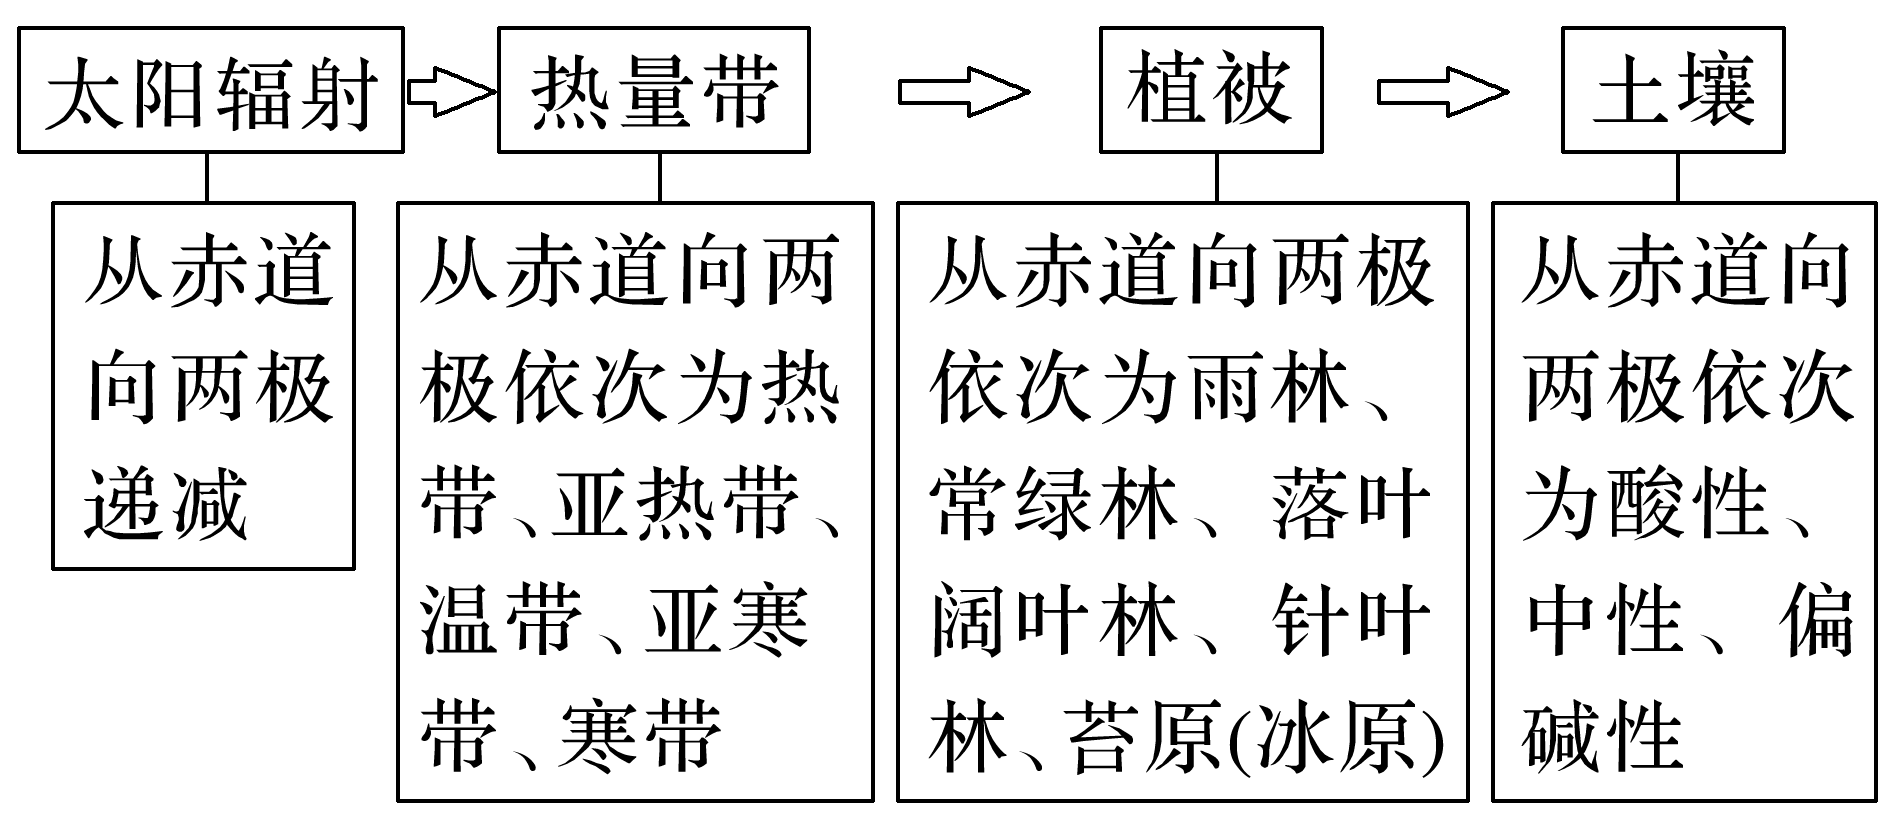 太阳辐射
热量带
植被
土壤
从赤道
向两极
递减
从赤道向两
极依次为热
带、亚热带、
温带、亚寒
带、寒带
从赤道向两极
依次为雨林、
常绿林、落叶
阔叶林、针叶
林、苔原(冰原)
从赤道向
两极依次
为酸性、
中性、偏
碱性